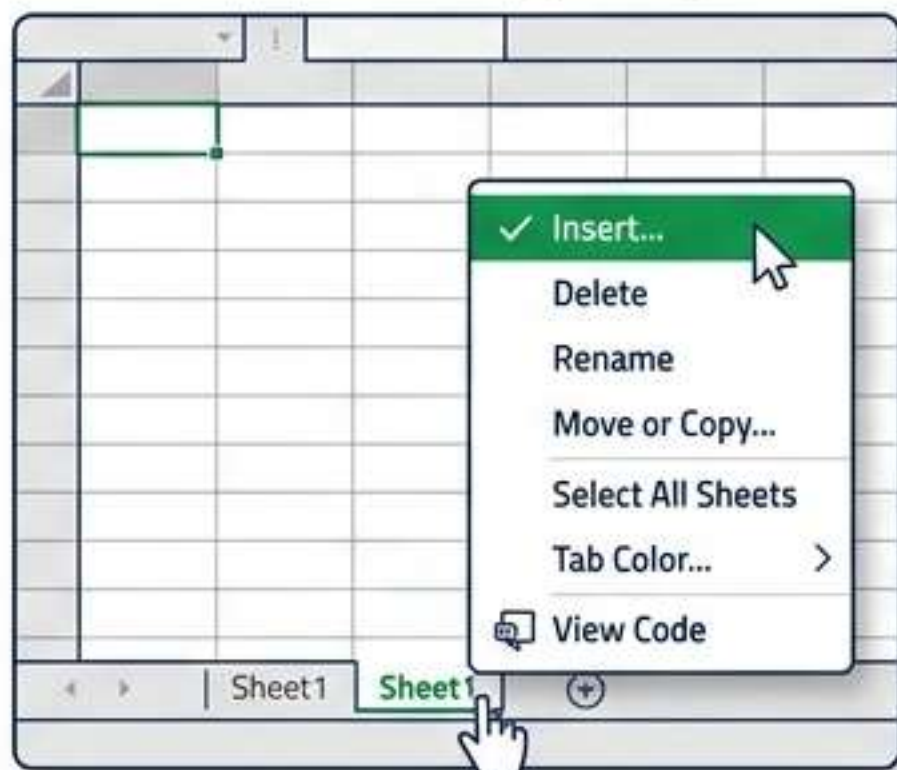 Insert...
Delete
Rename
Move or Copy...
Select All Sheets
Tab Color...
View Code
Sheet1 Sheet1